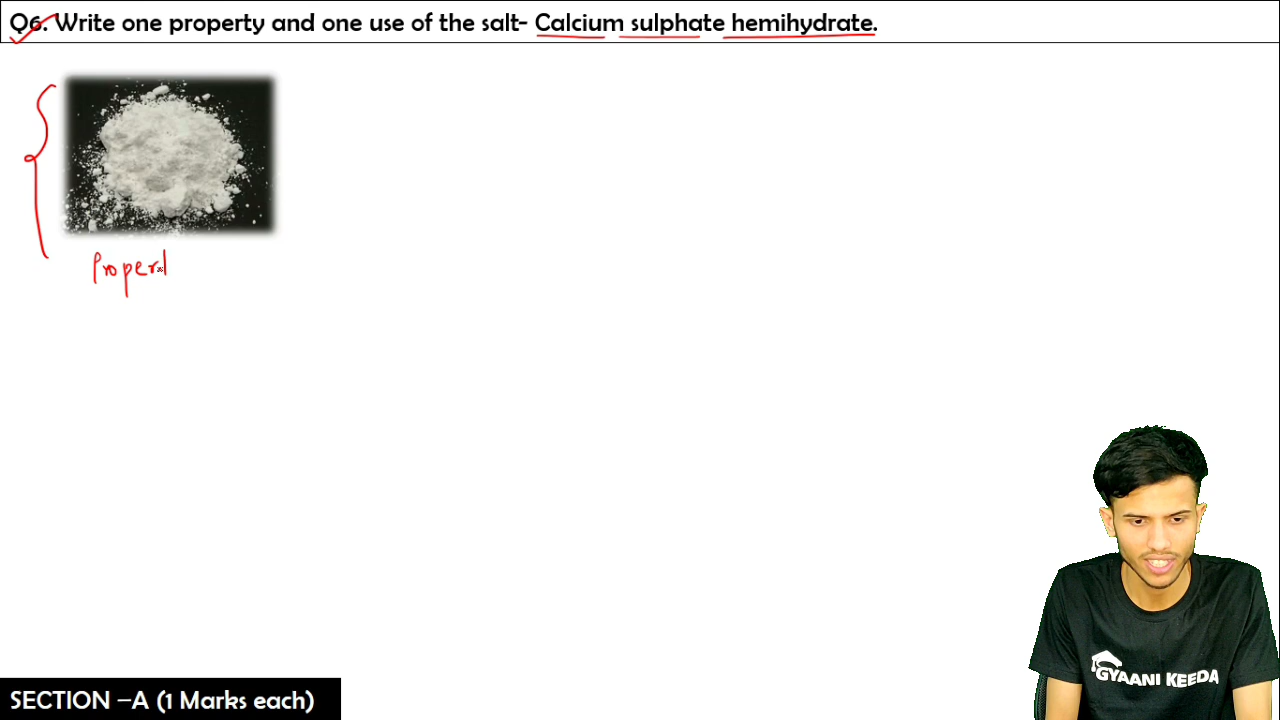 Q6. Write one property and one use of the salt- Calcium sulphate hemihydrate.
Propert
GYAANI KEEDA
SECTION –A (1 Marks each)